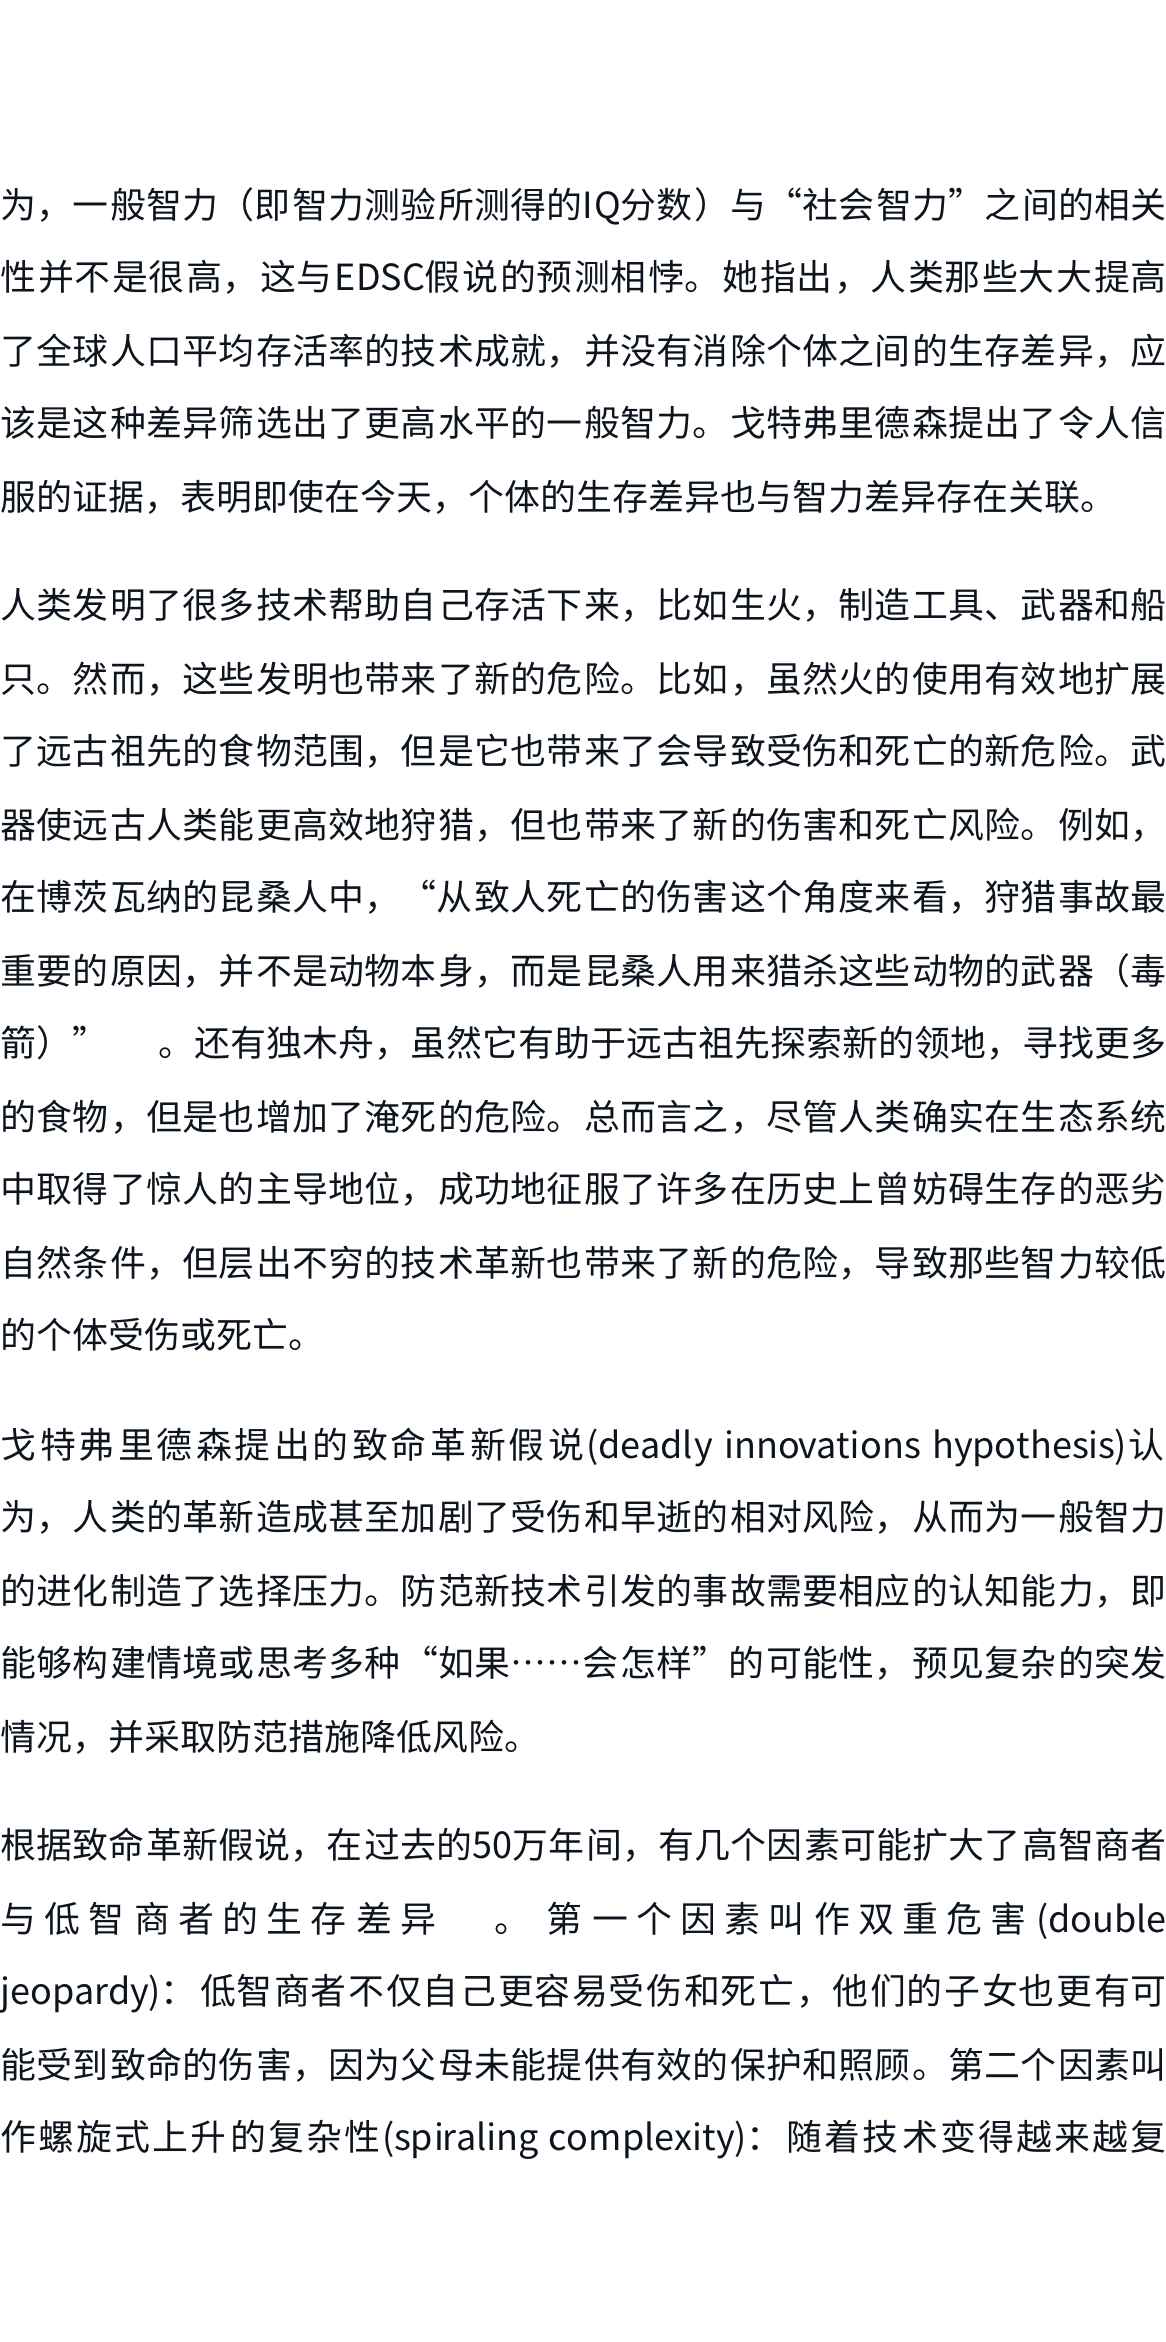 为，一般智力（即智力测验所测得的IQ分数）与“社会智力”之间的相关
性并不是很高，这与EDSC假说的预测相悖。她指出，人类那些大大提高
了全球人口平均存活率的技术成就，并没有消除个体之间的生存差异，应
该是这种差异筛选出了更高水平的一般智力。戈特弗里德森提出了令人信
服的证据，表明即使在今天，个体的生存差异也与智力差异存在关联。
人类发明了很多技术帮助自己存活下来，比如生火，制造工具、武器和船
只。然而，这些发明也带来了新的危险。比如，虽然火的使用有效地扩展
了远古祖先的食物范围，但是它也带来了会导致受伤和死亡的新危险。武
器使远古人类能更高效地狩猎，但也带来了新的伤害和死亡风险。例如，
在博茨瓦纳的昆桑人中，“从致人死亡的伤害这个角度来看，狩猎事故最
重要的原因，并不是动物本身，而是昆桑人用来猎杀这些动物的武器（毒
箭）” 。还有独木舟，虽然它有助于远古祖先探索新的领地，寻找更多
的食物，但是也增加了淹死的危险。总而言之，尽管人类确实在生态系统
中取得了惊人的主导地位，成功地征服了许多在历史上曾妨碍生存的恶劣
自然条件，但层出不穷的技术革新也带来了新的危险，导致那些智力较低
的个体受伤或死亡。
戈特弗里德森提出的致命革新假说(deadly innovations hypothesis)认
为，人类的革新造成甚至加剧了受伤和早逝的相对风险，从而为一般智力
的进化制造了选择压力。防范新技术引发的事故需要相应的认知能力，即
能够构建情境或思考多种“如果……会怎样”的可能性，预见复杂的突发
情况，并采取防范措施降低风险。
根据致命革新假说，在过去的50万年间，有几个因素可能扩大了高智商者
与低智商者的生存差异 。第一个因素叫作双重危害(double
jeopardy)：低智商者不仅自己更容易受伤和死亡，他们的子女也更有可
能受到致命的伤害，因为父母未能提供有效的保护和照顾。第二个因素叫
作螺旋式上升的复杂性(spiraling complexity)：随着技术变得越来越复